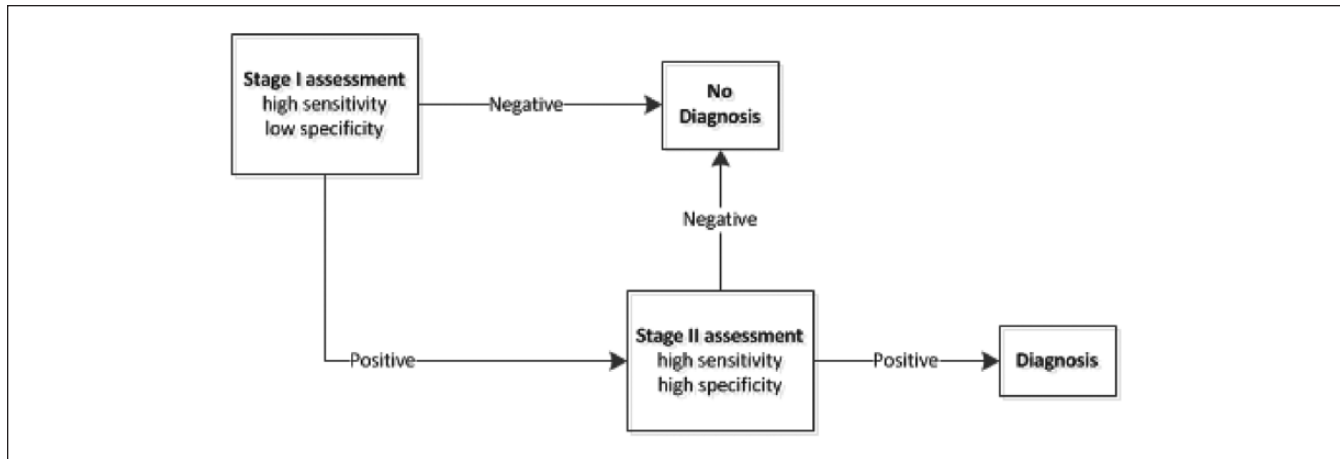 Stage I assessment
high sensitivity
low specificity
Negative
No
Diagnosis
Negative
Stage II assessment
high sensitivity
high specificity
Positive
Positive
Diagnosis